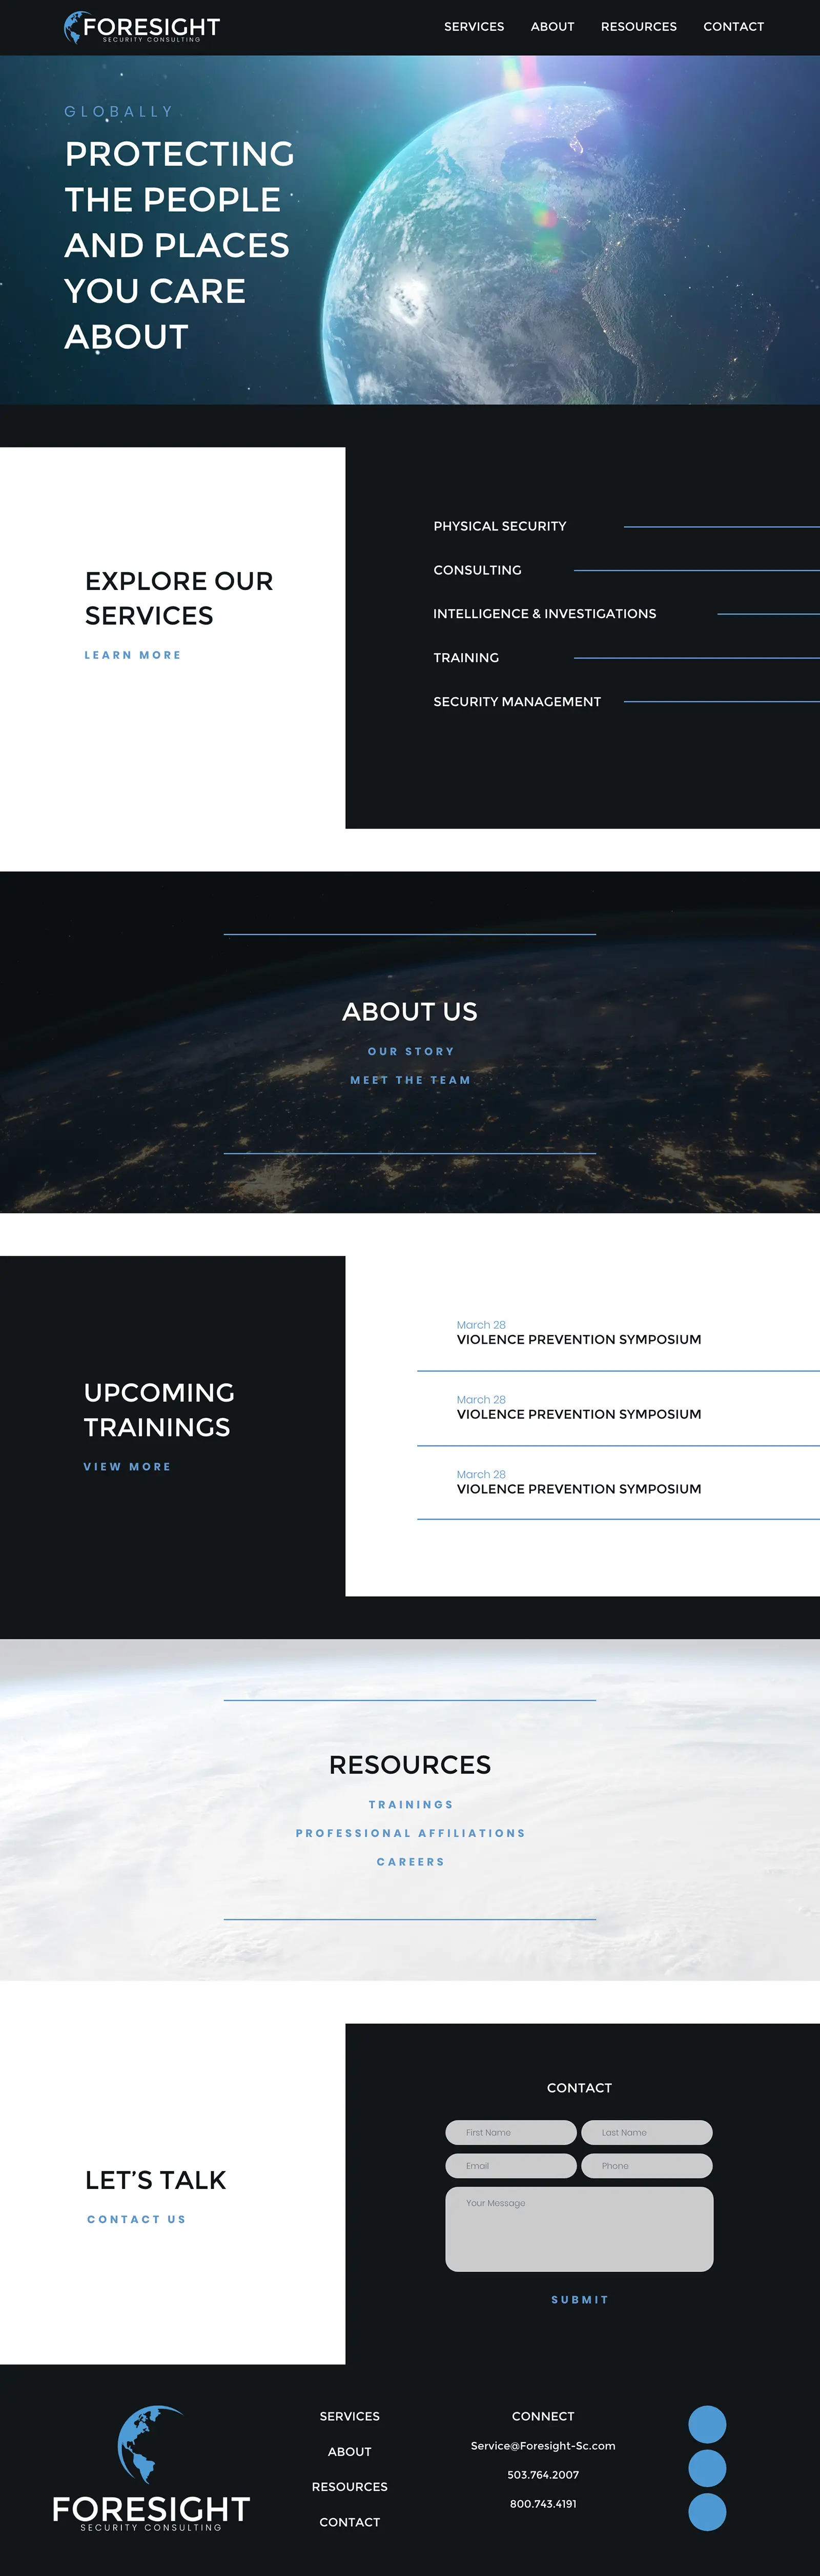 FORESIGHT
SECURITY CONSULTING
SERVICES ABOUT RESOURCES CONTACT
GLOBALLY
PROTECTING
THE PEOPLE
AND PLACES
YOU CARE
ABOUT
EXPLORE OUR
SERVICES
LEARN MORE
PHYSICAL SECURITY
CONSULTING
INTELLIGENCE & INVESTIGATIONS
TRAINING
SECURITY MANAGEMENT
ABOUT US
OUR STORY
MEET THE TEAM
UPCOMING
TRAININGS
VIEW MORE
March 28
VIOLENCE PREVENTION SYMPOSIUM
March 28
VIOLENCE PREVENTION SYMPOSIUM
March 28
VIOLENCE PREVENTION SYMPOSIUM
RESOURCES
TRAININGS
PROFESSIONAL AFFILIATIONS
CAREERS
LET'S TALK
CONTACT US
CONTACT
First Name Last Name
Email Phone
Your Message
SUBMIT
FORESIGHT
SECURITY CONSULTING
SERVICES
ABOUT
RESOURCES
CONTACT
CONNECT
Service@Foresight-Sc.com
503.764.2007
800.743.4191